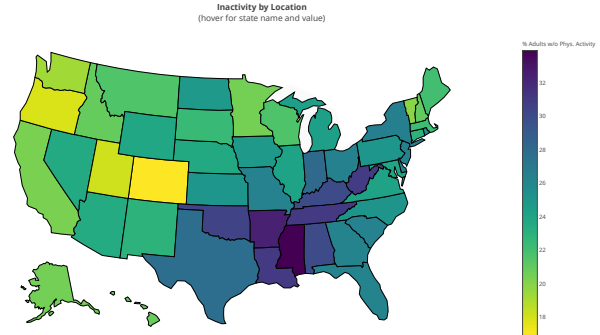 Inactivity by Location
(hover for state name and value)
% Adults w/o Phys. Activity
32
30
28
26
24
22
20
18